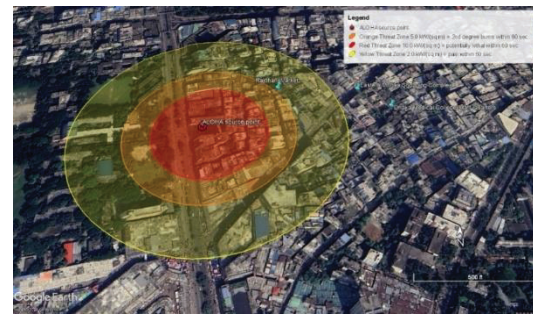 Legend
ALOHA source point
Orange Threat Zone 5.0 kW/(sq m) = 2nd degree burns within 60 sec
Red Threat Zone 10.0 kW/(sq m) = potentially lethal within 60 sec
Yellow Threat Zone 2.0 kW/(sq m) = pain within 60 sec
ALOHA source point
500 ft
Google Earth